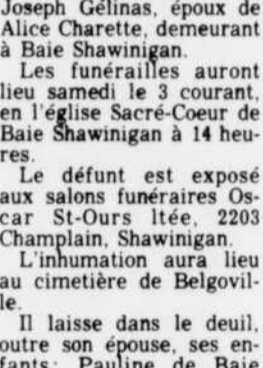 Joseph Gélinas, époux de
Alice Charette, demeurant
à Baie Shawinigan.
Les funérailles auront
lieu samedi le 3 courant,
en l'église Sacré-Coeur de
Baie Shawinigan à 14 heu-
res.
Le défunt est exposé
aux salons funéraires Os-
car St-Ours ltée, 2203
Champlain, Shawinigan.
L'inhumation aura lieu
au cimetière de Belgovil-
le.
Il laisse dans le deuil,
outre son épouse, ses en-
fants: Pauline de Baie